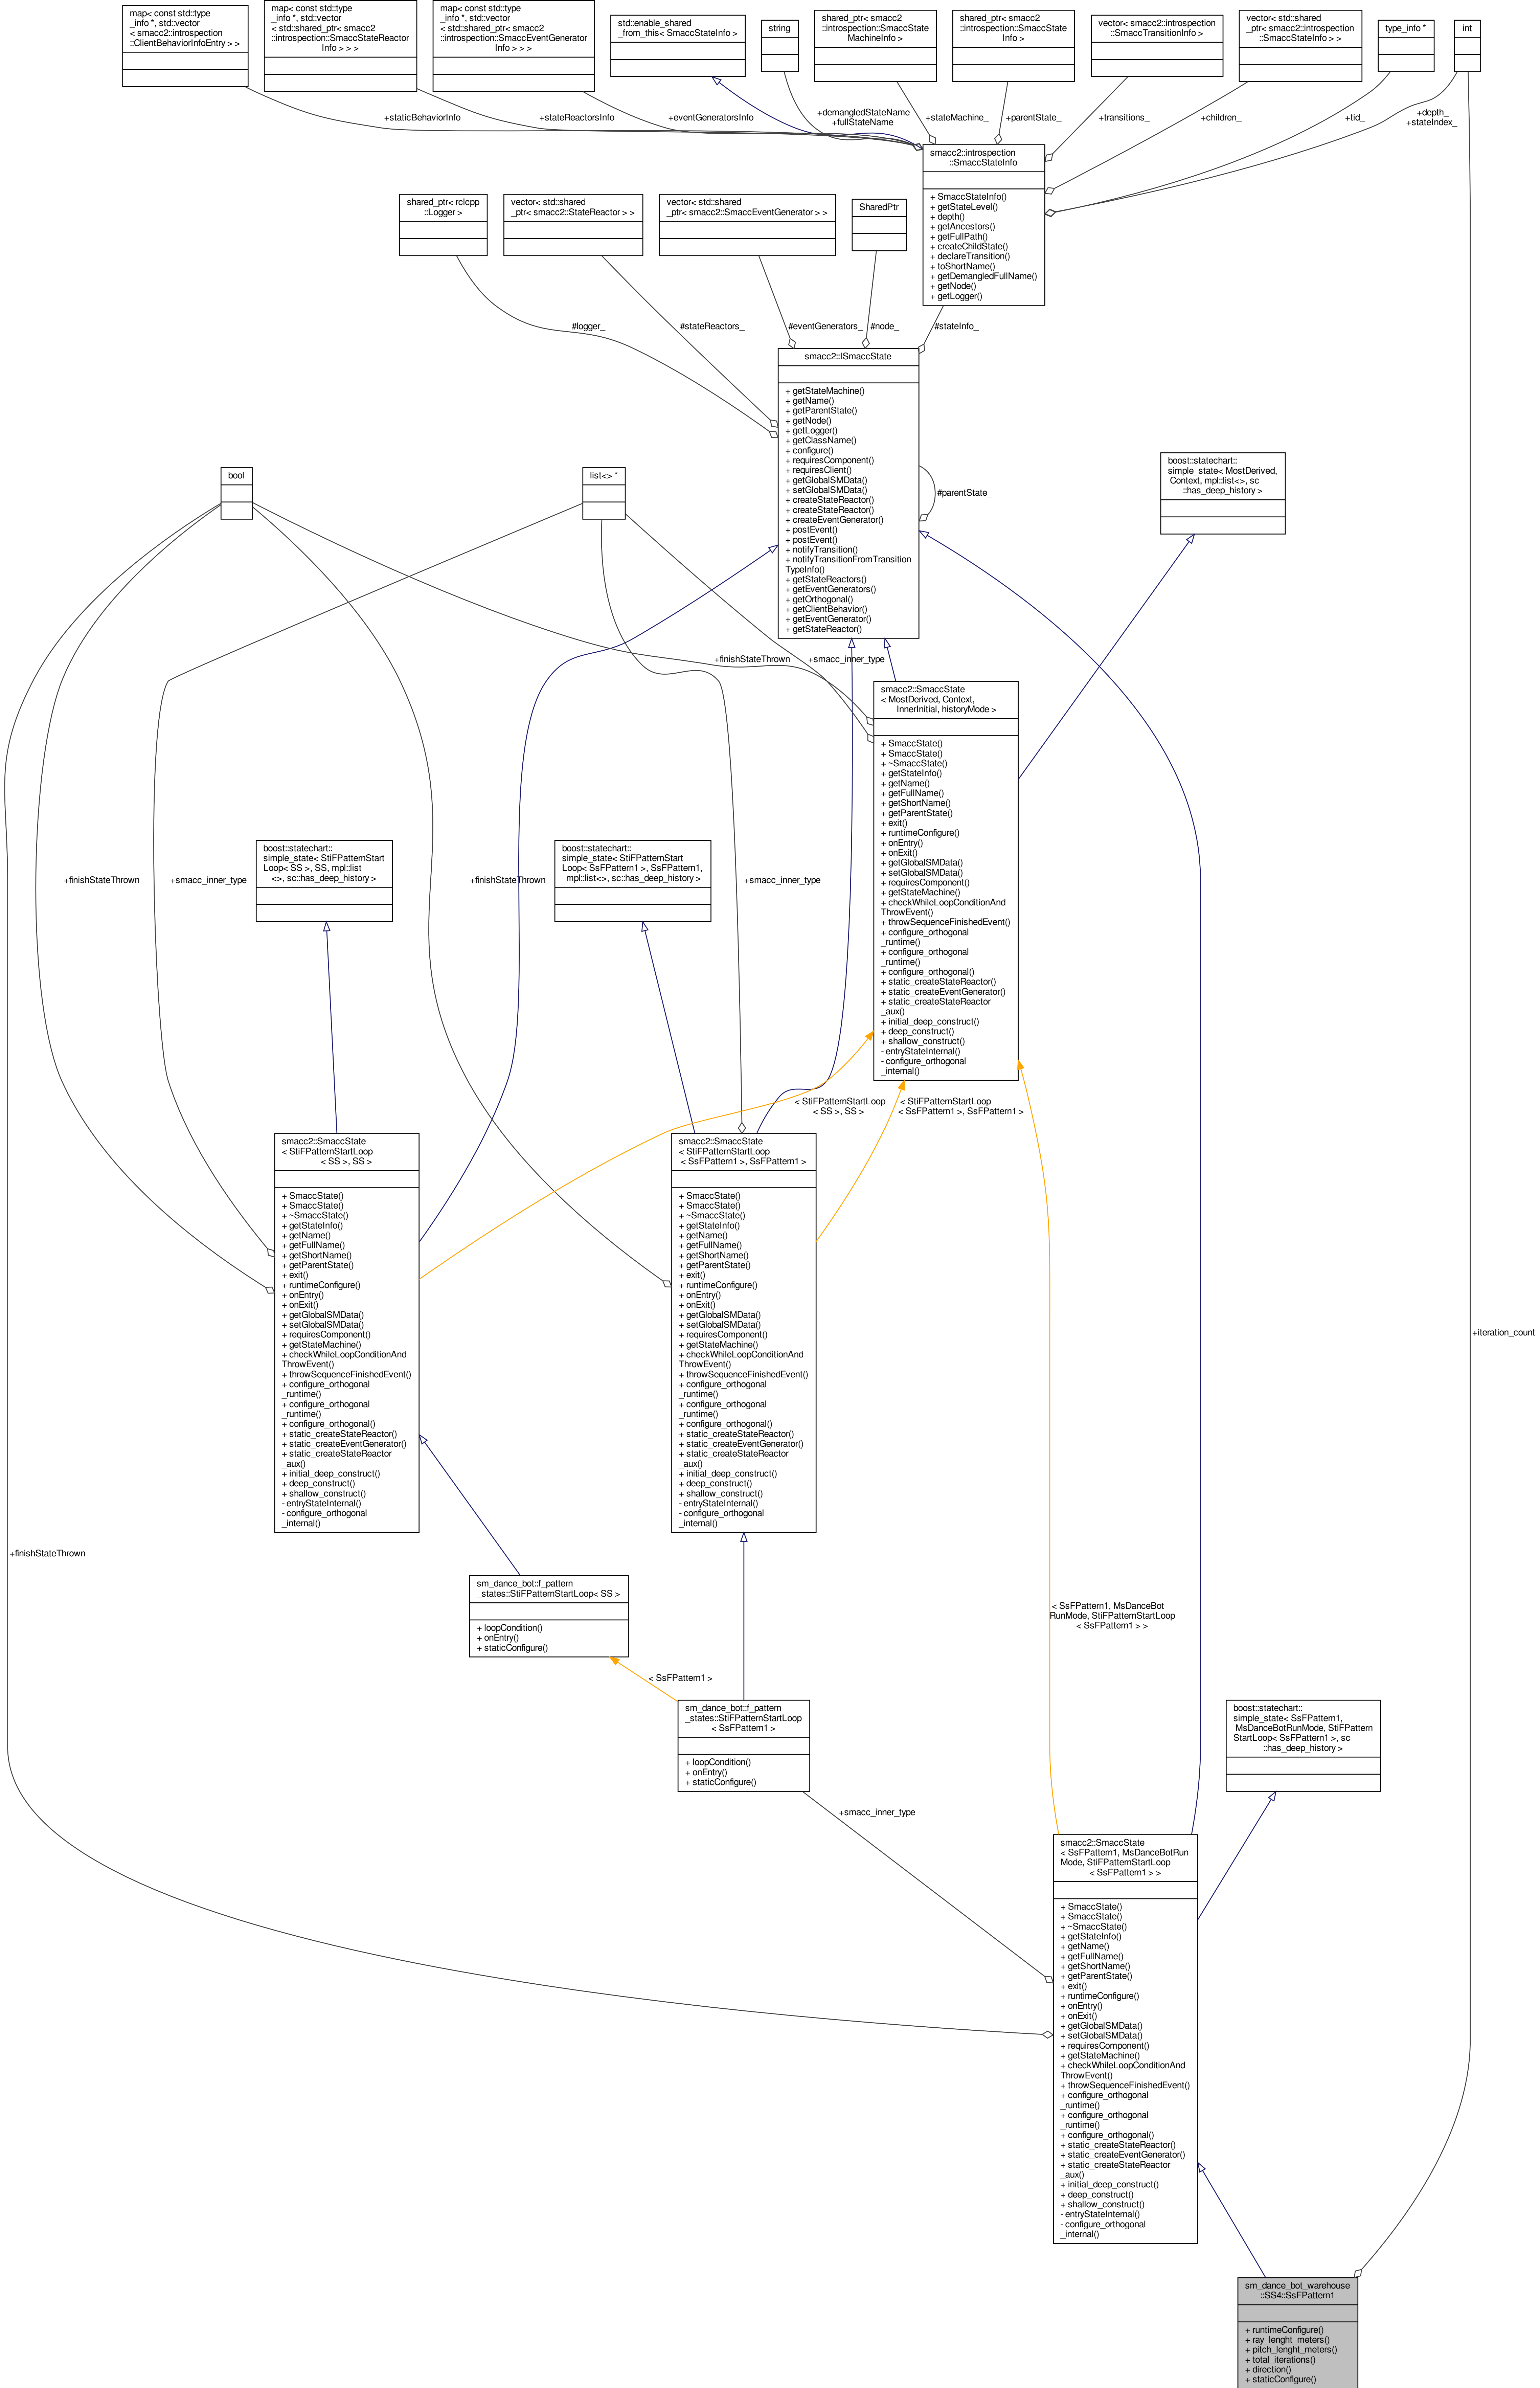 map< const std::type
_info *, std::vector
< smacc2::introspection
::ClientBehaviorInfoEntry > >
map< const std::type
_info *, std::vector
< std::shared_ptr< smacc2
::introspection::SmaccStateReactor
Info > > >
map< const std::type
_info *, std::vector
< std::shared_ptr< smacc2
::introspection::SmaccEventGenerator
Info > > >
std::enable_shared
_from_this< SmaccStateInfo >
string
shared_ptr< smacc2
::introspection::SmaccState
MachineInfo >
shared_ptr< smacc2
::introspection::SmaccState
Info >
vector< smacc2::introspection
::SmaccTransitionInfo >
vector< std::shared
_ptr< smacc2::introspection
::SmaccStateInfo > >
type_info *
int
+staticBehaviorInfo
+stateReactorsInfo
+eventGeneratorsInfo
+demangledStateName
+fullStateName
+stateMachine_
+parentState_
+transitions_
+children_
+tid_
+depth_
+stateIndex_
smacc2::introspection
::SmaccStateInfo
+ SmaccStateInfo()
+ getStateLevel()
+ depth()
+ getAncestors()
+ getFullPath()
+ createChildState()
+ declareTransition()
+ toShortName()
+ getDemangledFullName()
+ getNode()
+ getLogger()
shared_ptr< rclcpp
::Logger >
vector< std::shared
_ptr< smacc2::StateReactor > >
vector< std::shared
_ptr< smacc2::SmaccEventGenerator > >
SharedPtr
#logger_
#stateReactors_
#eventGenerators_
#node_
#stateInfo_
smacc2::ISmaccState
+ getStateMachine()
+ getName()
+ getParentState()
+ getNode()
+ getLogger()
+ getClassName()
+ configure()
+ requiresComponent()
+ requiresClient()
+ getGlobalSMData()
+ setGlobalSMData()
+ createStateReactor()
+ createStateReactor()
+ createEventGenerator()
+ postEvent()
+ postEvent()
+ notifyTransition()
+ notifyTransitionFromTransition
TypeInfo()
+ getStateReactors()
+ getEventGenerators()
+ getOrthogonal()
+ getClientBehavior()
+ getEventGenerator()
+ getStateReactor()
#parentState_
bool
list<> *
boost::statechart::
simple_state< MostDerived,
Context, mpl::list<>, sc
::has_deep_history >
+finishStateThrown
+smacc_inner_type
smacc2::SmaccState
< MostDerived, Context,
InnerInitial, historyMode >
+ SmaccState()
+ SmaccState()
+ ~SmaccState()
+ getStateInfo()
+ getName()
+ getFullName()
+ getShortName()
+ getParentState()
+ exit()
+ runtimeConfigure()
+ onEntry()
+ onExit()
+ getGlobalSMData()
+ setGlobalSMData()
+ requiresComponent()
+ getStateMachine()
+ checkWhileLoopConditionAnd
ThrowEvent()
+ throwSequenceFinishedEvent()
+ configure_orthogonal
_runtime()
+ configure_orthogonal
_runtime()
+ configure_orthogonal()
+ static_createStateReactor()
+ static_createEventGenerator()
+ static_createStateReactor
_aux()
+ initial_deep_construct()
+ deep_construct()
+ shallow_construct()
- entryStateInternal()
- configure_orthogonal
_internal()
boost::statechart::
simple_state< StiFPatternStart
Loop< SS >, SS, mpl::list
<>, sc::has_deep_history >
boost::statechart::
simple_state< StiFPatternStart
Loop< SsFPattern1 >, SsFPattern1,
mpl::list<>, sc::has_deep_history >
+finishStateThrown
+smacc_inner_type
+finishStateThrown
+smacc_inner_type
< StiFPatternStartLoop
< SS >, SS >
< StiFPatternStartLoop
< SsFPattern1 >, SsFPattern1 >
smacc2::SmaccState
< StiFPatternStartLoop
< SS >, SS >
+ SmaccState()
+ SmaccState()
+ ~SmaccState()
+ getStateInfo()
+ getName()
+ getFullName()
+ getShortName()
+ getParentState()
+ exit()
+ runtimeConfigure()
+ onEntry()
+ onExit()
+ getGlobalSMData()
+ setGlobalSMData()
+ requiresComponent()
+ getStateMachine()
+ checkWhileLoopConditionAnd
ThrowEvent()
+ throwSequenceFinishedEvent()
+ configure_orthogonal
_runtime()
+ configure_orthogonal
_runtime()
+ configure_orthogonal()
+ static_createStateReactor()
+ static_createEventGenerator()
+ static_createStateReactor
_aux()
+ initial_deep_construct()
+ deep_construct()
+ shallow_construct()
- entryStateInternal()
- configure_orthogonal
_internal()
smacc2::SmaccState
< StiFPatternStartLoop
< SsFPattern1 >, SsFPattern1 >
+ SmaccState()
+ SmaccState()
+ ~SmaccState()
+ getStateInfo()
+ getName()
+ getFullName()
+ getShortName()
+ getParentState()
+ exit()
+ runtimeConfigure()
+ onEntry()
+ onExit()
+ getGlobalSMData()
+ setGlobalSMData()
+ requiresComponent()
+ getStateMachine()
+ checkWhileLoopConditionAnd
ThrowEvent()
+ throwSequenceFinishedEvent()
+ configure_orthogonal
_runtime()
+ configure_orthogonal
_runtime()
+ configure_orthogonal()
+ static_createStateReactor()
+ static_createEventGenerator()
+ static_createStateReactor
_aux()
+ initial_deep_construct()
+ deep_construct()
+ shallow_construct()
- entryStateInternal()
- configure_orthogonal
_internal()
+iteration_count
+finishStateThrown
sm_dance_bot::f_pattern
_states::StiFPatternStartLoop< SS >
+ loopCondition()
+ onEntry()
+ staticConfigure()
< SsFPattern1, MsDanceBot
RunMode, StiFPatternStartLoop
< SsFPattern1 > >
< SsFPattern1 >
sm_dance_bot::f_pattern
_states::StiFPatternStartLoop
< SsFPattern1 >
+ loopCondition()
+ onEntry()
+ staticConfigure()
boost::statechart::
simple_state< SsFPattern1,
MsDanceBotRunMode, StiFPattern
StartLoop< SsFPattern1 >, sc
::has_deep_history >
+smacc_inner_type
smacc2::SmaccState
< SsFPattern1, MsDanceBotRun
Mode, StiFPatternStartLoop
< SsFPattern1 > >
+ SmaccState()
+ SmaccState()
+ ~SmaccState()
+ getStateInfo()
+ getName()
+ getFullName()
+ getShortName()
+ getParentState()
+ exit()
+ runtimeConfigure()
+ onEntry()
+ onExit()
+ getGlobalSMData()
+ setGlobalSMData()
+ requiresComponent()
+ getStateMachine()
+ checkWhileLoopConditionAnd
ThrowEvent()
+ throwSequenceFinishedEvent()
+ configure_orthogonal
_runtime()
+ configure_orthogonal
_runtime()
+ configure_orthogonal()
+ static_createStateReactor()
+ static_createEventGenerator()
+ static_createStateReactor
_aux()
+ initial_deep_construct()
+ deep_construct()
+ shallow_construct()
- entryStateInternal()
- configure_orthogonal
_internal()
sm_dance_bot_warehouse
::SS4::SsFPattern1
+ runtimeConfigure()
+ ray_lenght_meters()
+ pitch_lenght_meters()
+ total_iterations()
+ direction()
+ staticConfigure()